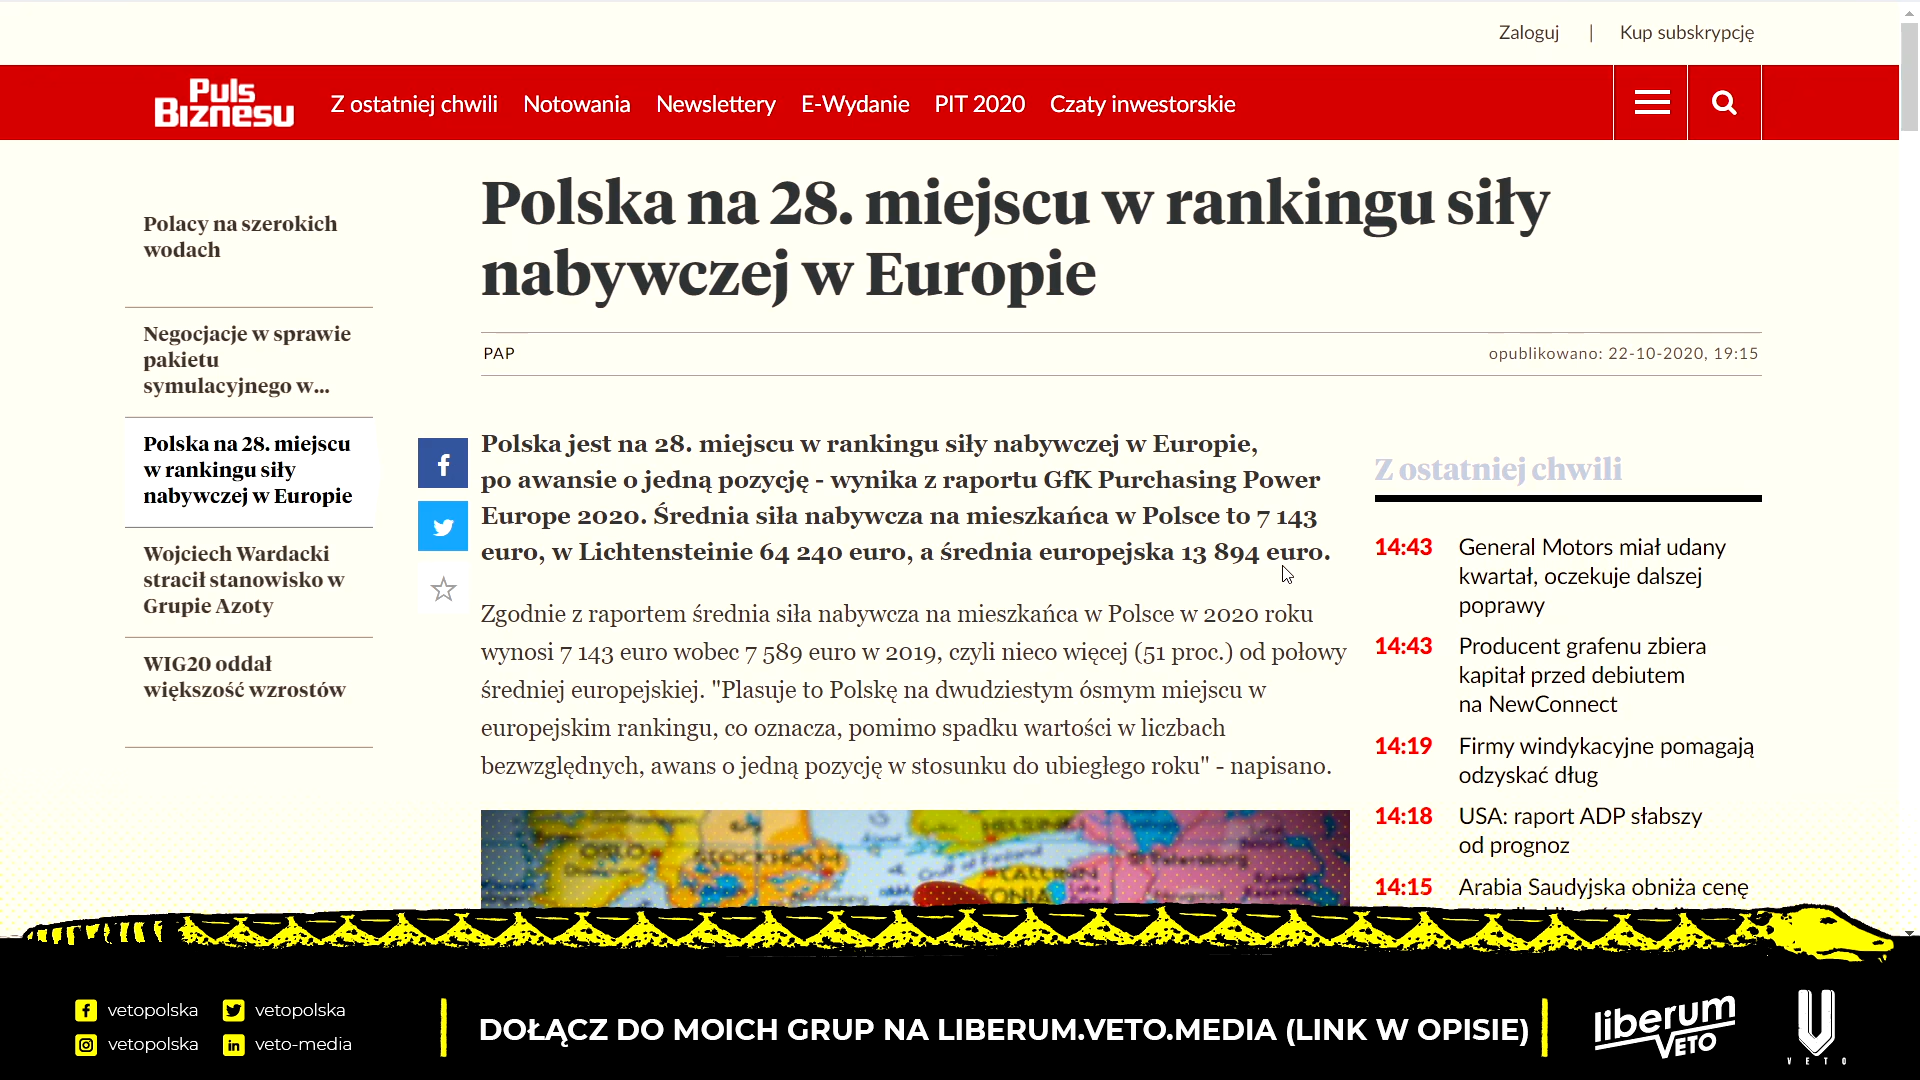 Zaloguj | Kup subskrypcję
Puls Biznesu
Z ostatniej chwili Notowania Newslettery E-Wydanie PIT 2020 Czaty inwestorskie
Polacy na szerokich
wodach
Negocjacje w sprawie
pakietu
symulacyjnego w...
Polska na 28. miejscu
w rankingu siły
nabywczej w Europie
Wojciech Wardacki
stracił stanowisko w
Grupie Azoty
WIG20 oddał
większość wzrostów
Polska na 28. miejscu w rankingu siły
nabywczej w Europie
PAP opublikowano: 22-10-2020, 19:15
Polska jest na 28. miejscu w rankingu siły nabywczej w Europie,
po awansie o jedną pozycję - wynika z raportu GfK Purchasing Power
Europe 2020. Średnia siła nabywcza na mieszkańca w Polsce to 7 143
euro, w Lichtensteinie 64 240 euro, a średnia europejska 13 894 euro.
Zgodnie z raportem średnia siła nabywcza na mieszkańca w Polsce w 2020 roku
wynosi 7 143 euro wobec 7 589 euro w 2019, czyli nieco więcej (51 proc.) od połowy
średniej europejskiej. "Plasuje to Polskę na dwudziestym ósmym miejscu w
europejskim rankingu, co oznacza, pomimo spadku wartości w liczbach
bezwzględnych, awans o jedną pozycję w stosunku do ubiegłego roku" - napisano.
OSLO
STOCKHOLM
HELSINKI
Gulf of Finland
TALLINN
St Petersburg
Z ostatniej chwili
14:43 General Motors miał udany
kwartał, oczekuje dalszej
poprawy
14:43 Producent grafenu zbiera
kapitał przed debiutem
na NewConnect
14:19 Firmy windykacyjne pomagają
odzyskać dług
14:18 USA: raport ADP słabszy
od prognoz
14:15 Arabia Saudyjska obniża cenę
vetopolska vetopolska
vetopolska veto-media
DOŁĄCZ DO MOICH GRUP NA LIBERUM.VETO.MEDIA (LINK W OPISIE)
liberum
VETO
VETO